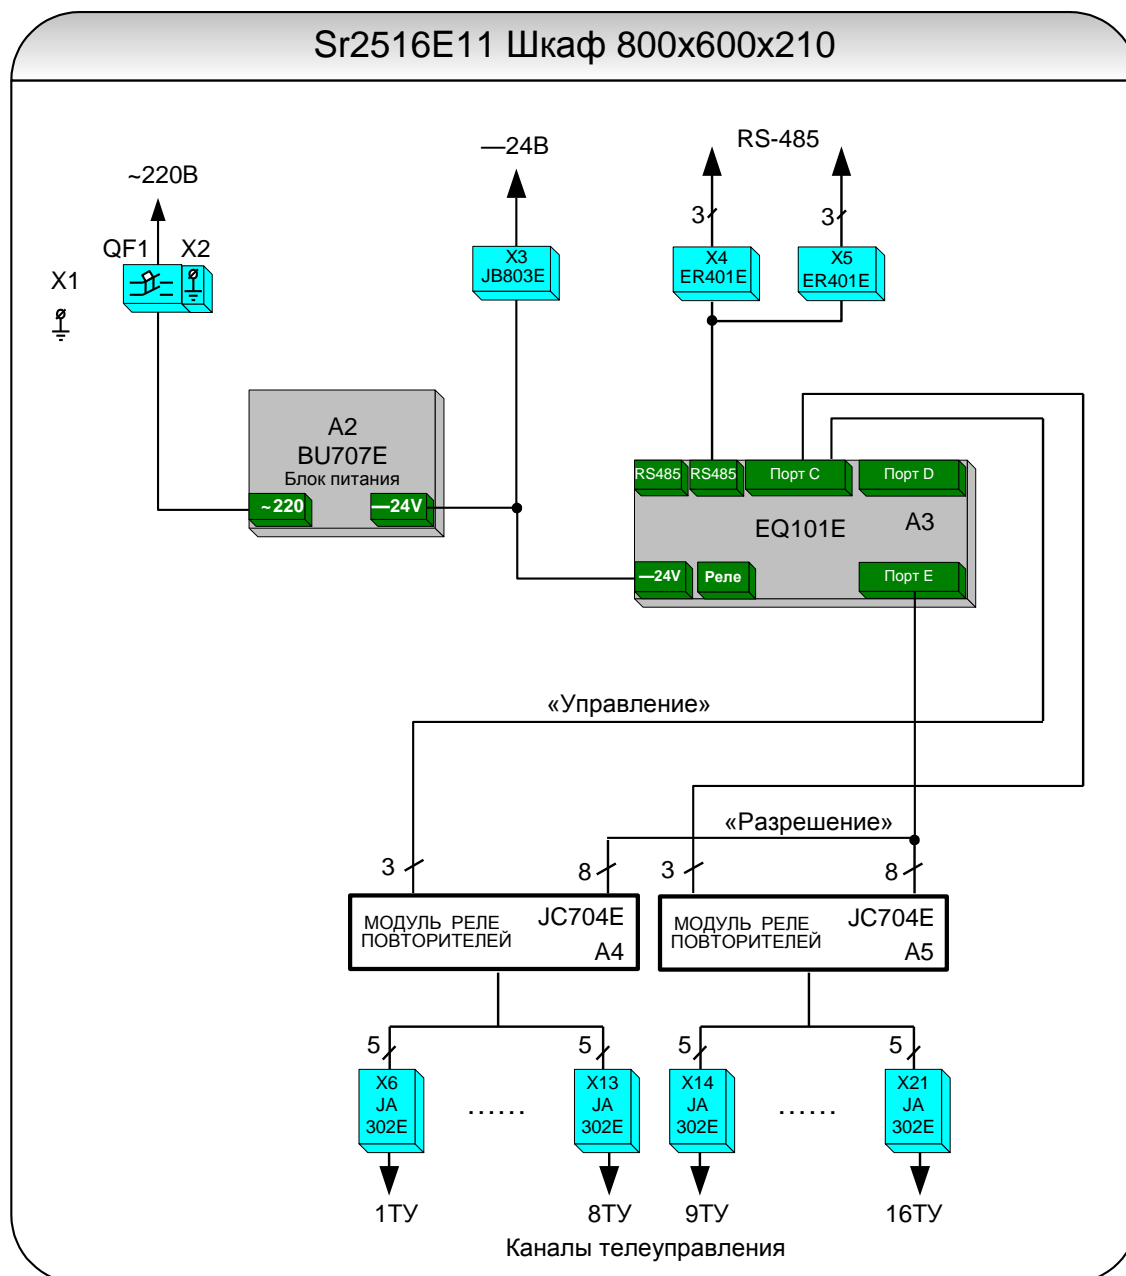 Sr2516E11 Шкаф 800x600x210
~220В
—24В
RS-485
3
3
X1
QF1
X2
X3
JB803E
X4
ER401E
X5
ER401E
A2
BU707E
Блок питания
~220
—24V
RS485
RS485
Порт C
Порт D
EQ101E
A3
—24V
Реле
Порт E
«Управление»
«Разрешение»
3
8
3
8
МОДУЛЬ РЕЛЕ
ПОВТОРИТЕЛЕЙ
JC704E
A4
МОДУЛЬ РЕЛЕ
ПОВТОРИТЕЛЕЙ
JC704E
A5
5
5
5
5
X6
JA
302E
......
X13
JA
302E
X14
JA
302E
......
X21
JA
302E
1ТУ
8ТУ
9ТУ
16ТУ
Каналы телеуправления